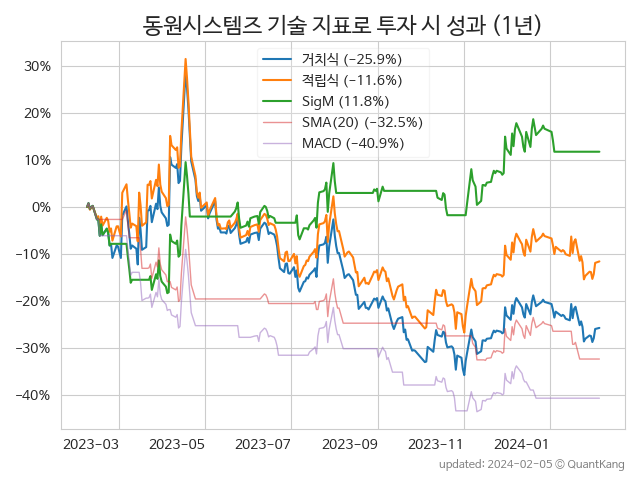 동원시스템즈 기술 지표로 투자 시 성과 (1년)
거치식 (−25.9%)
적립식 (−11.6%)
SigM (11.8%)
SMA(20) (−32.5%)
MACD (−40.9%)
30%
20%
10%
0%
−10%
−20%
−30%
−40%
2023−03 2023−05 2023−07 2023−09 2023−11 2024−01
updated: 2024−02−05 © QuantKang